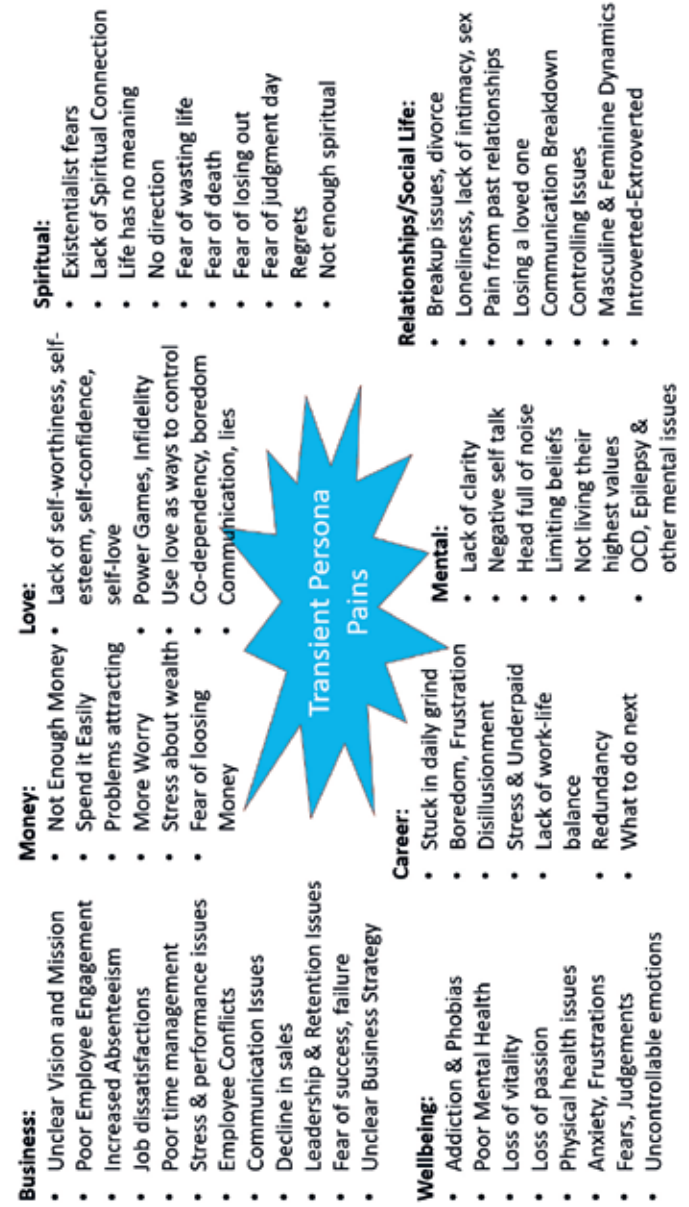 Business:
• Unclear Vision and Mission
• Poor Employee Engagement
• Increased Absenteeism
• Job dissatisfactions
• Poor time management
• Stress & performance issues
• Employee Conflicts
• Communication Issues
• Decline in sales
• Leadership & Retention Issues
• Fear of success, failure
• Unclear Business Strategy
Money:
• Not Enough Money
• Spend it Easily
• Problems attracting
• More Worry
• Stress about wealth
• Fear of loosing
Money
Love:
• Lack of self-worthiness, self-
esteem, self-confidence,
self-love
• Power Games, Infidelity
• Use love as ways to control
• Co-dependency, boredom
• Communication, lies
Spiritual:
• Existentialist fears
• Lack of Spiritual Connection
• Life has no meaning
• No direction
• Fear of wasting life
• Fear of death
• Fear of losing out
• Fear of judgment day
• Regrets
• Not enough spiritual
Transient Persona
Pains
Wellbeing:
• Addiction & Phobias
• Poor Mental Health
• Loss of vitality
• Loss of passion
• Physical health issues
• Anxiety, Frustrations
• Fears, Judgements
• Uncontrollable emotions
Career:
• Stuck in daily grind
• Boredom, Frustration
• Disillusionment
• Stress & Underpaid
• Lack of work-life
balance
• Redundancy
• What to do next
Mental:
• Lack of clarity
• Negative self talk
• Head full of noise
• Limiting beliefs
• Not living their
highest values
• OCD, Epilepsy &
other mental issues
Relationships/Social Life:
• Breakup issues, divorce
• Loneliness, lack of intimacy, sex
• Pain from past relationships
• Losing a loved one
• Communication Breakdown
• Controlling Issues
• Masculine & Feminine Dynamics
• Introverted-Extroverted